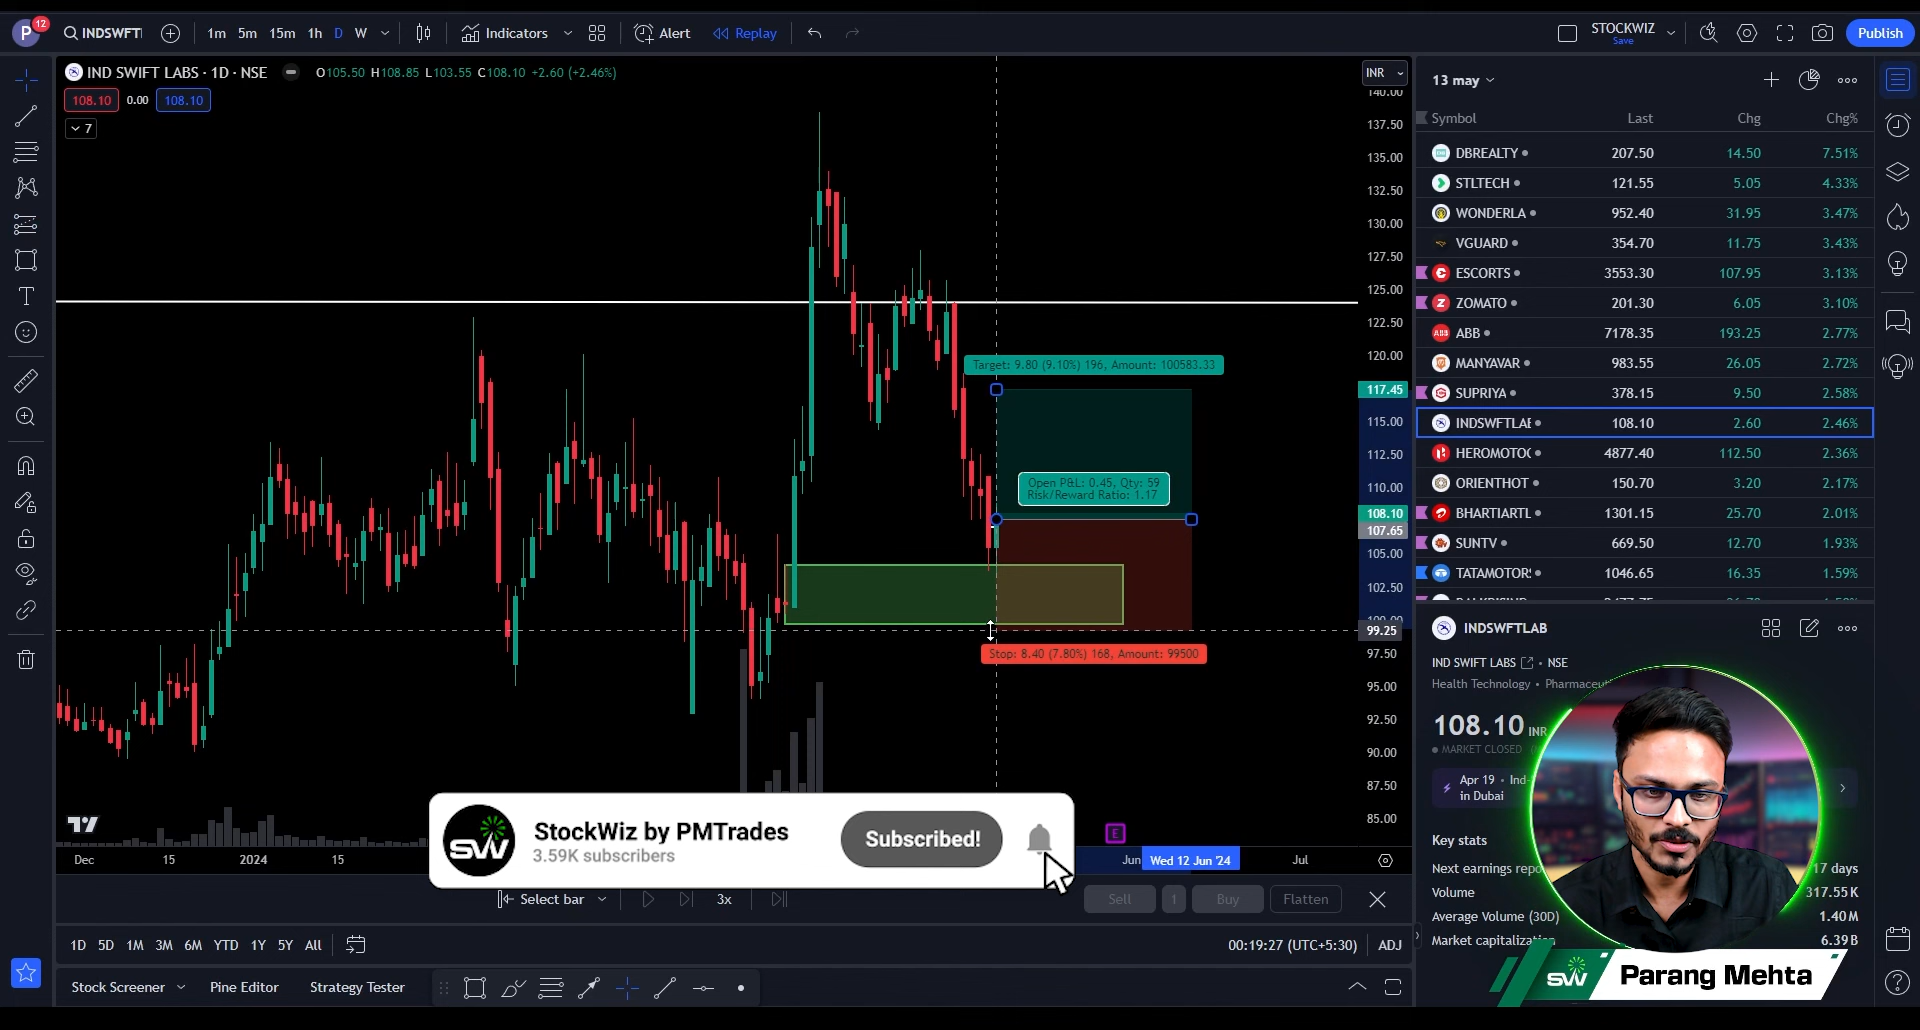 P
12
INDSWFTI
1m 5m 15m 1h D W
Indicators
Alert
Replay
STOCKWIZ
Save
Publish
IND SWIFT LABS · 1D · NSE
O105.50 H108.85 L103.55 C108.10 +2.60 (+2.46%)
108.10 0.00 108.10
7
INR
140.00
137.50
135.00
132.50
130.00
127.50
125.00
122.50
120.00
117.45
115.00
112.50
110.00
108.10
107.65
105.00
102.50
100.00
99.25
97.50
95.00
92.50
90.00
87.50
85.00
Target: 9.80 (9.10%) 196, Amount: 100583.33
Open P&L: 0.45, Qty: 59
Risk/Reward Ratio: 1.17
Stop: 8.40 (7.80%) 168, Amount: 99500
E
Dec 15 2024 15 Jun Wed 12 Jun '24 Jul
SW
StockWiz by PMTrades
3.59K subscribers
Subscribed!
Select bar
3x
Sell 1 Buy Flatten
1D 5D 1M 3M 6M YTD 1Y 5Y All
00:19:27 (UTC+5:30) ADJ
Stock Screener Pine Editor Strategy Tester
13 may
Symbol Last Chg Chg%
DBREALTY 207.50 14.50 7.51%
STLTECH 121.55 5.05 4.33%
WONDERLA 952.40 31.95 3.47%
VGUARD 354.70 11.75 3.43%
ESCORTS 3553.30 107.95 3.13%
ZOMATO 201.30 6.05 3.10%
ABB 7178.35 193.25 2.77%
MANYAVAR 983.55 26.05 2.72%
SUPRIYA 378.15 9.50 2.58%
INDSWFTLAB 108.10 2.60 2.46%
HEROMOTOC 4877.40 112.50 2.36%
ORIENTHOT 150.70 3.20 2.17%
BHARTIARTL 1301.15 25.70 2.01%
SUNTV 669.50 12.70 1.93%
TATAMOTORS 1046.65 16.35 1.59%
INDSWFTLAB
IND SWIFT LABS · NSE
Health Technology · Pharmaceu
108.10 INR
MARKET CLOSED
Apr 19 · Ind-
in Dubai
Key stats
Next earnings repo 17 days
Volume 317.55K
Average Volume (30D) 1.40M
Market capitalization 6.39B
SW
Parang Mehta